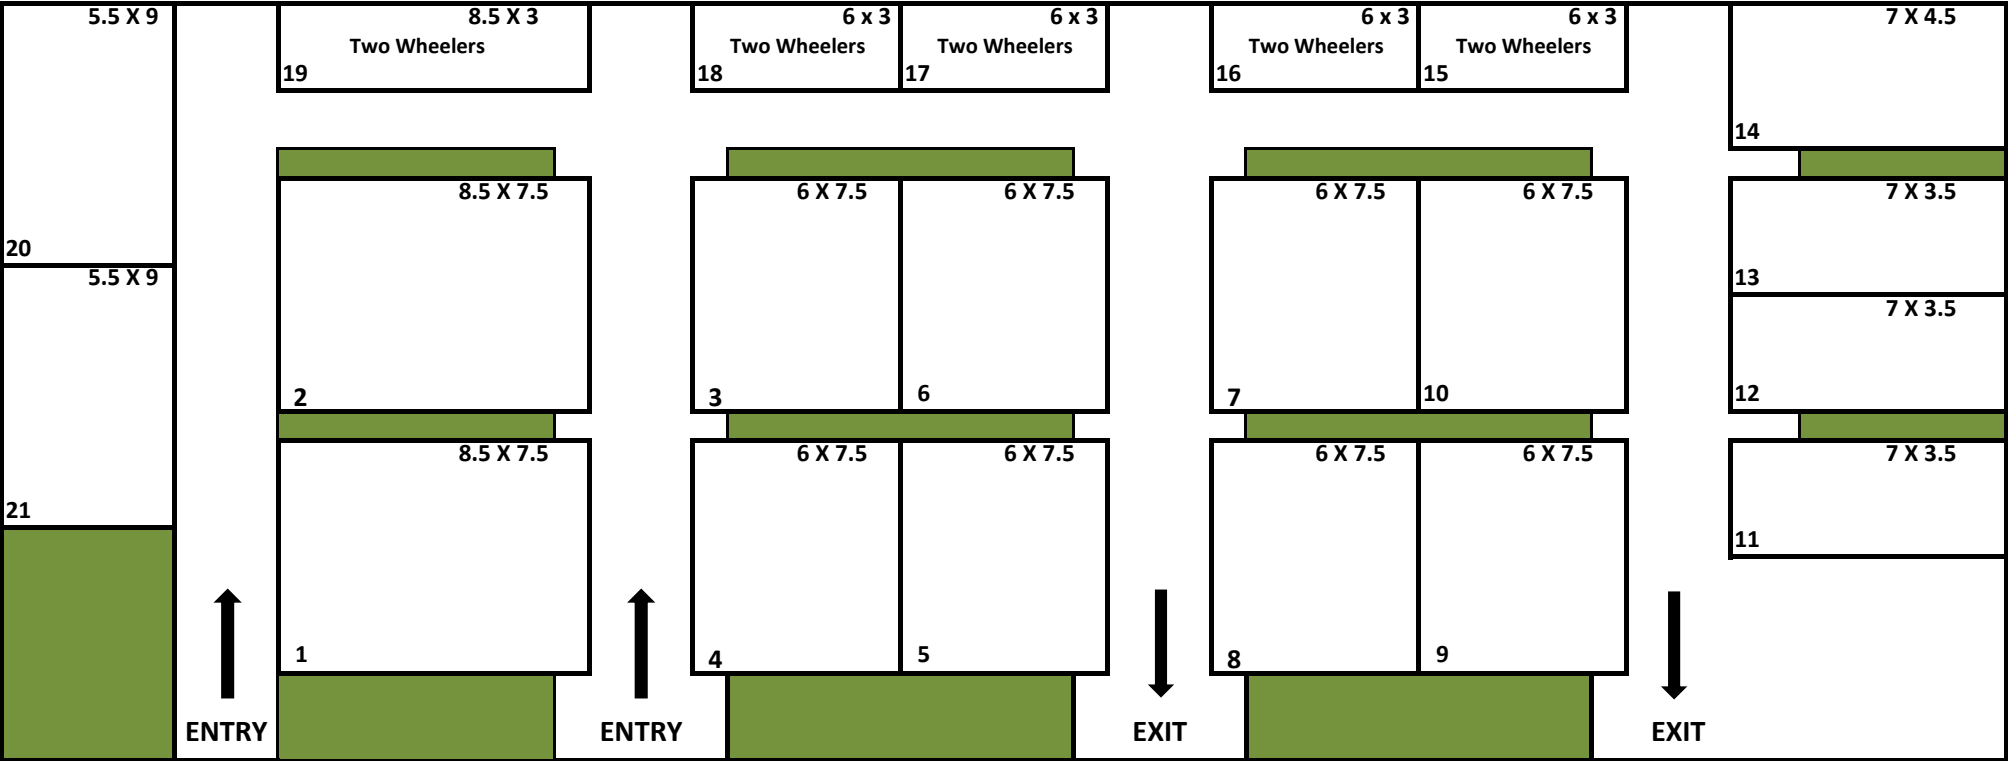 5.5 X 9
8.5 X 3
6 x 3
6 x 3
6 x 3
6 x 3
7 X 4.5
Two Wheelers
Two Wheelers
Two Wheelers
Two Wheelers
Two Wheelers
19
18
17
16
15
14
8.5 X 7.5
6 X 7.5
6 X 7.5
6 X 7.5
6 X 7.5
7 X 3.5
20
5.5 X 9
13
7 X 3.5
2
3
6
7
10
12
8.5 X 7.5
6 X 7.5
6 X 7.5
6 X 7.5
6 X 7.5
7 X 3.5
21
11
1
4
5
8
9
ENTRY
ENTRY
EXIT
EXIT